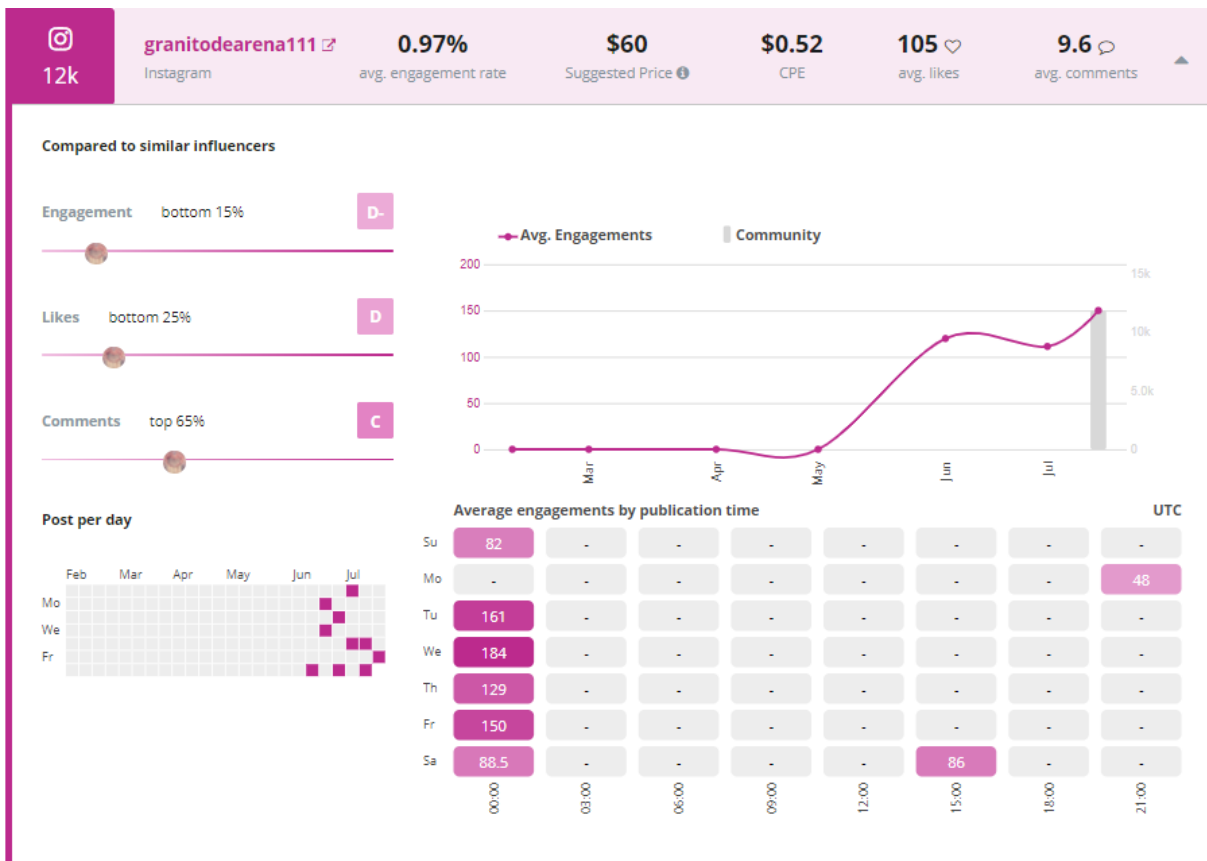 12k
granitodearena111
Instagram
0.97%
avg. engagement rate
$60
Suggested Price
$0.52
CPE
105
avg. likes
9.6
avg. comments
Compared to similar influencers
Engagement bottom 15% D-
Likes bottom 25% D
Comments top 65% C
Post per day
Feb Mar Apr May Jun Jul
Mo
We
Fr
Avg. Engagements Community
200
150
100
50
0
15k
10k
5.0k
0
Mar Apr May Jun Jul
Average engagements by publication time UTC
Su 82 - - - - - - -
Mo - - - - - - - 48
Tu 161 - - - - - - -
We 184 - - - - - - -
Th 129 - - - - - - -
Fr 150 - - - - - - -
Sa 88.5 - - - - 86 - -
00:00 03:00 06:00 09:00 12:00 15:00 18:00 21:00